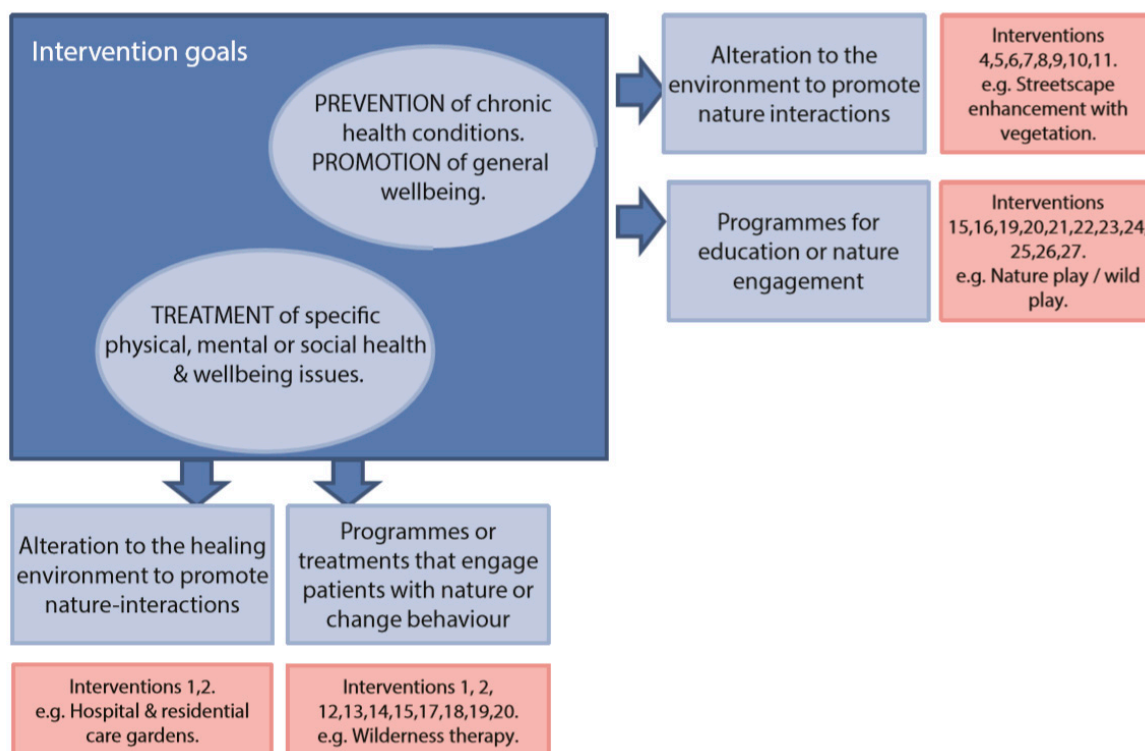 Intervention goals
PREVENTION of chronic
health conditions.
PROMOTION of general
wellbeing.
TREATMENT of specific
physical, mental or social health
& wellbeing issues.
Alteration to the
environment to promote
nature interactions
Interventions
4,5,6,7,8,9,10,11.
e.g. Streetscape
enhancement with
vegetation.
Programmes for
education or nature
engagement
Interventions
15,16,19,20,21,22,23,24,
25,26,27.
e.g. Nature play / wild
play.
Alteration to the healing
environment to promote
nature-interactions
Programmes or
treatments that engage
patients with nature or
change behaviour
Interventions 1,2.
e.g. Hospital & residential
care gardens.
Interventions 1, 2,
12,13,14,15,17,18,19,20.
e.g. Wilderness therapy.